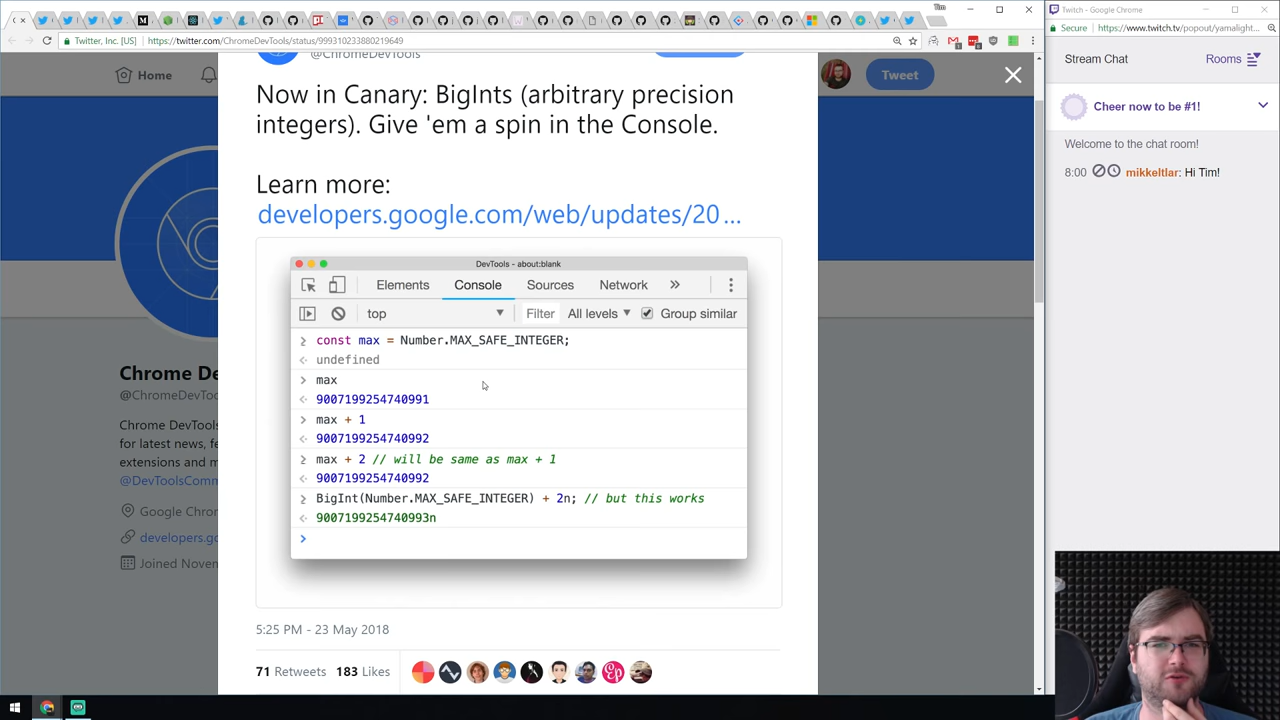 Tim
Twitch - Google Chrome
Twitter, Inc. [US]
https://twitter.com/ChromeDevTools/status/999310233880219649
Secure
https://www.twitch.tv/popout/yamalight...
Home
@ChromeDevTools
Tweet
Stream Chat
Rooms
Cheer now to be #1!
Welcome to the chat room!
8:00 mikkeltlar: Hi Tim!
Now in Canary: BigInts (arbitrary precision
integers). Give 'em a spin in the Console.
Learn more:
developers.google.com/web/updates/20 ...
DevTools - about:blank
Elements Console Sources Network »
top ▼ Filter All levels ▼ Group similar
const max = Number.MAX_SAFE_INTEGER;
undefined
max
9007199254740991
max + 1
9007199254740992
max + 2 // will be same as max + 1
9007199254740992
BigInt(Number.MAX_SAFE_INTEGER) + 2n; // but this works
9007199254740993n
Chrome De
@ChromeDevToo
Chrome DevTools
for latest news, fe
extensions and m
@DevToolsComm
Google Chro
developers.go
Joined Novem
5:25 PM - 23 May 2018
71 Retweets 183 Likes